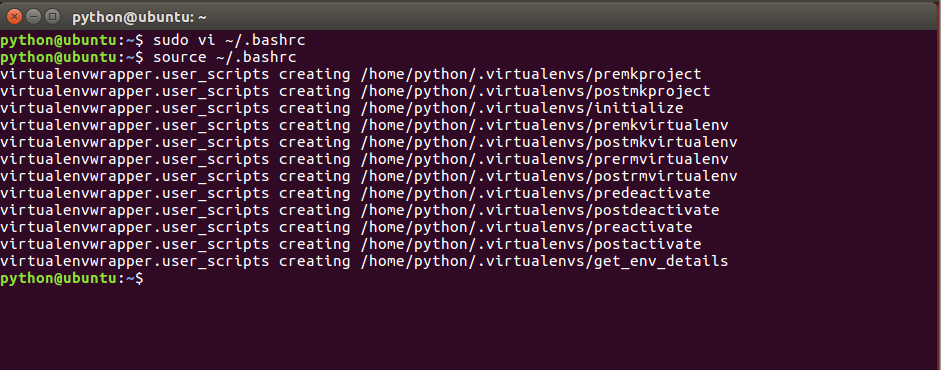 python@ubuntu: ~
python@ubuntu:~$ sudo vi ~/.bashrc
python@ubuntu:~$ source ~/.bashrc
virtualenvwrapper.user_scripts creating /home/python/.virtualenvs/premkproject
virtualenvwrapper.user_scripts creating /home/python/.virtualenvs/postmkproject
virtualenvwrapper.user_scripts creating /home/python/.virtualenvs/initialize
virtualenvwrapper.user_scripts creating /home/python/.virtualenvs/premkvirtualenv
virtualenvwrapper.user_scripts creating /home/python/.virtualenvs/postmkvirtualenv
virtualenvwrapper.user_scripts creating /home/python/.virtualenvs/prermvirtualenv
virtualenvwrapper.user_scripts creating /home/python/.virtualenvs/postrmvirtualenv
virtualenvwrapper.user_scripts creating /home/python/.virtualenvs/predeactivate
virtualenvwrapper.user_scripts creating /home/python/.virtualenvs/postdeactivate
virtualenvwrapper.user_scripts creating /home/python/.virtualenvs/preactivate
virtualenvwrapper.user_scripts creating /home/python/.virtualenvs/postactivate
virtualenvwrapper.user_scripts creating /home/python/.virtualenvs/get_env_details
python@ubuntu:~$